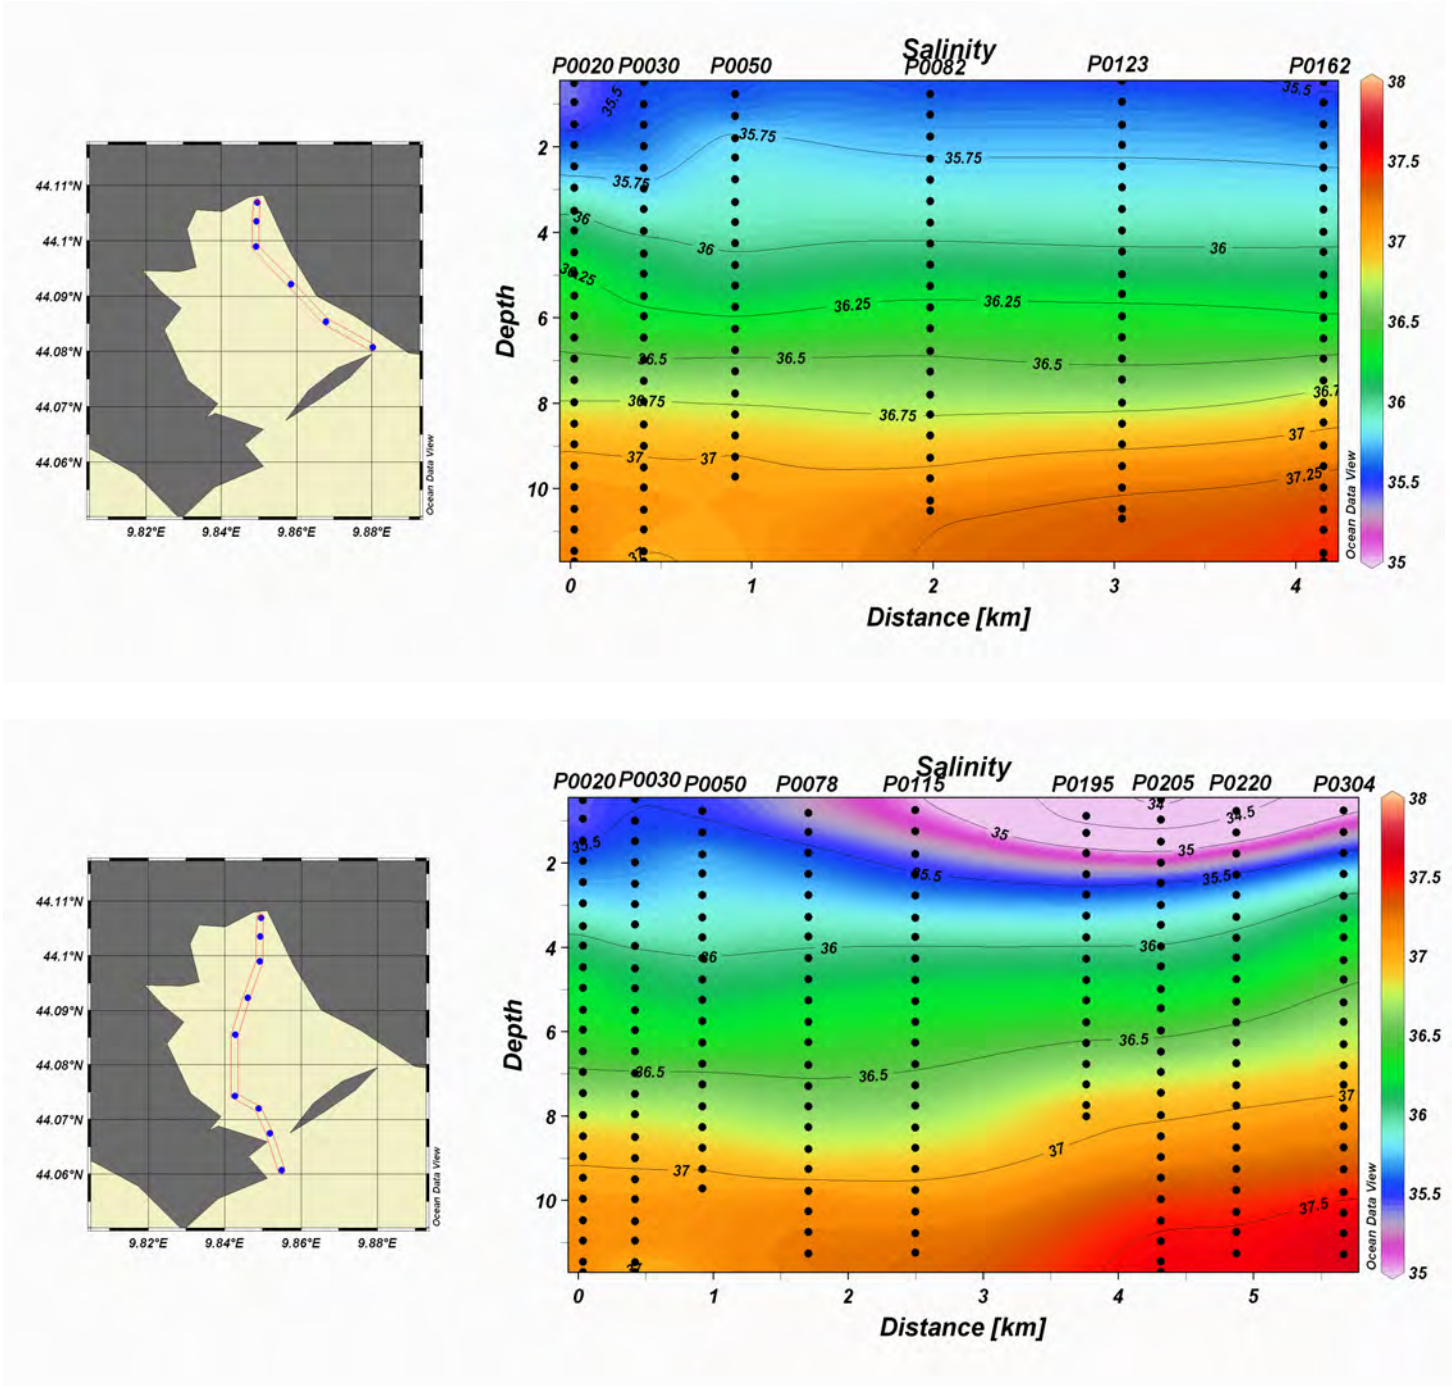 Salinity
P0020 P0030 P0050 P0082 P0123 P0162
35.5 35.5
35.75 35.75 35.75
36 36 36
36.25 36.25 36.25
36.5 36.5 36.5
36.75 36.75 36.7
37 37 37
37.25
37
2
4
6
8
10
Depth
0 1 2 3 4
Distance [km]
38
37.5
37
36.5
36
35.5
35
Ocean Data View
44.11°N
44.1°N
44.09°N
44.08°N
44.07°N
44.06°N
9.82°E 9.84°E 9.86°E 9.88°E
Ocean Data View
Salinity
P0020 P0030 P0050 P0078 P0115 P0195 P0205 P0220 P0304
34 34.5
35 35
35.5 35.5 35.5
36 36 36
36.5 36.5 36.5
37 37 37
37.5
37
2
4
6
8
10
Depth
0 1 2 3 4 5
Distance [km]
38
37.5
37
36.5
36
35.5
35
Ocean Data View
44.11°N
44.1°N
44.09°N
44.08°N
44.07°N
44.06°N
9.82°E 9.84°E 9.86°E 9.88°E
Ocean Data View